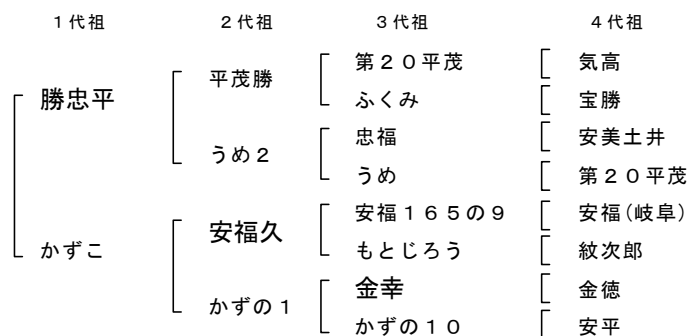 1代祖 2代祖 3代祖 4代祖
第20平茂 気高
平茂勝
勝忠平 ふくみ 宝勝
忠福 安美土井
うめ2
うめ 第20平茂
安福165の9 安福(岐阜)
安福久
かずこ もとじろう 紋次郎
金幸 金徳
かずの1
かずの10 安平